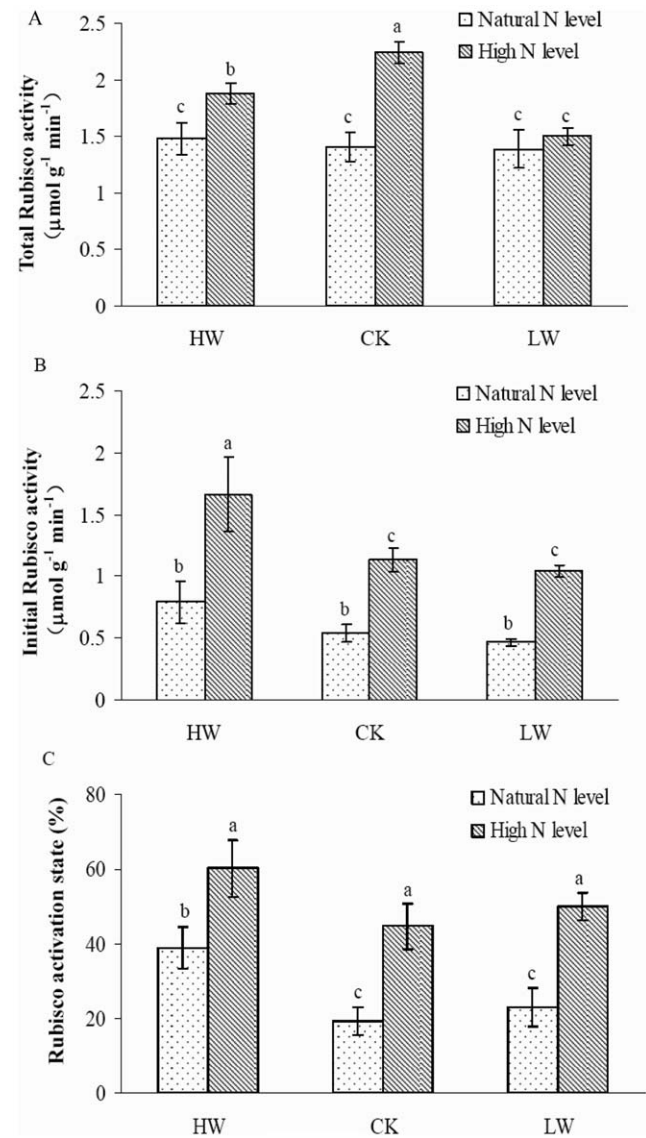 A
Total Rubisco activity
(μmol g⁻¹ min⁻¹)
2.5
2
1.5
1
0.5
0
Natural N level
High N level
c
b
c
a
c
c
HW
CK
LW
B
Initial Rubisco activity
(μmol g⁻¹ min⁻¹)
2.5
2
1.5
1
0.5
0
Natural N level
High N level
b
a
b
c
b
c
HW
CK
LW
C
Rubisco activation state (%)
80
60
40
20
0
Natural N level
High N level
b
a
c
a
c
a
HW
CK
LW